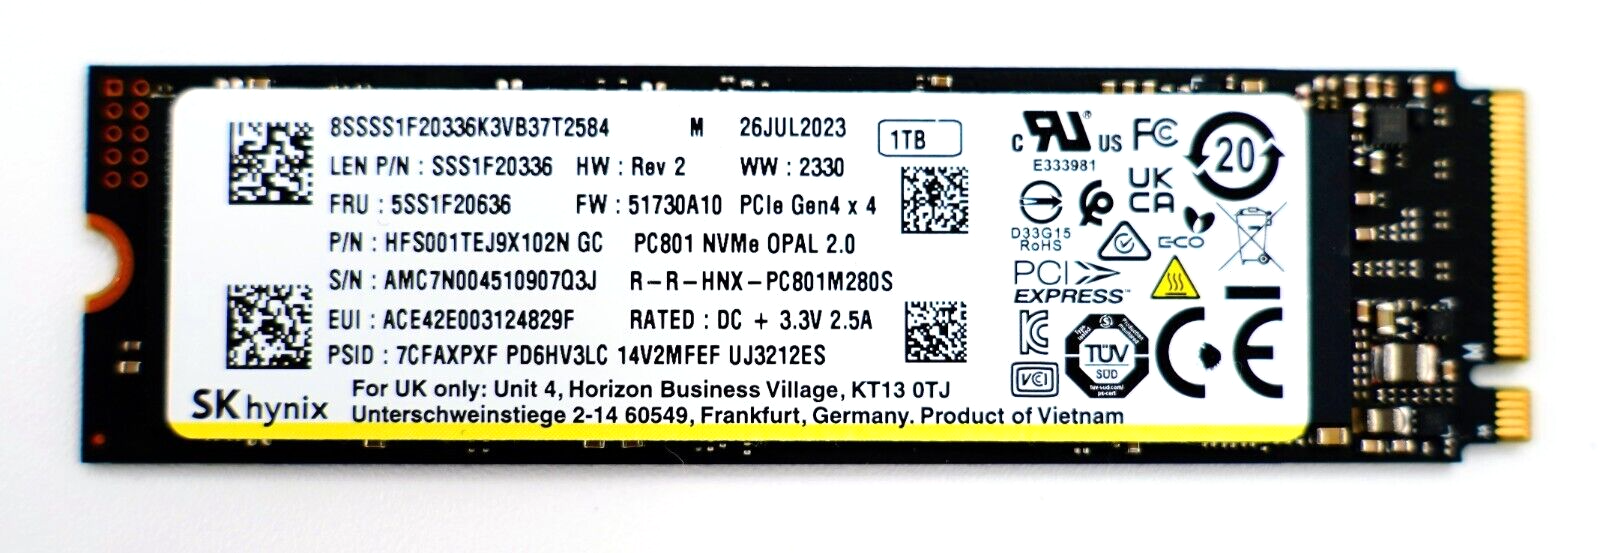 8SSSS1F20336K3VB37T2584 M 26JUL2023 1TB
LEN P/N : SSS1F20336 HW : Rev 2 WW : 2330
FRU : 5SS1F20636 FW : 51730A10 PCIe Gen4 x 4
P/N : HFS001TEJ9X102N GC PC801 NVMe OPAL 2.0
S/N : AMC7N004510907Q3J R-R-HNX-PC801M280S
EUI : ACE42E003124829F RATED : DC + 3.3V 2.5A
PSID : 7CFAXPXF PD6HV3LC 14V2MFEF UJ3212ES
SK hynix
For UK only: Unit 4, Horizon Business Village, KT13 0TJ
Unterschweinstiege 2-14 60549, Frankfurt, Germany. Product of Vietnam
c RU ® US FC 20
E333981
UK
CA
D33G15
RoHS
E-CO
PCI
EXPRESS™
TÜV
SÜD
CE
VCI
M